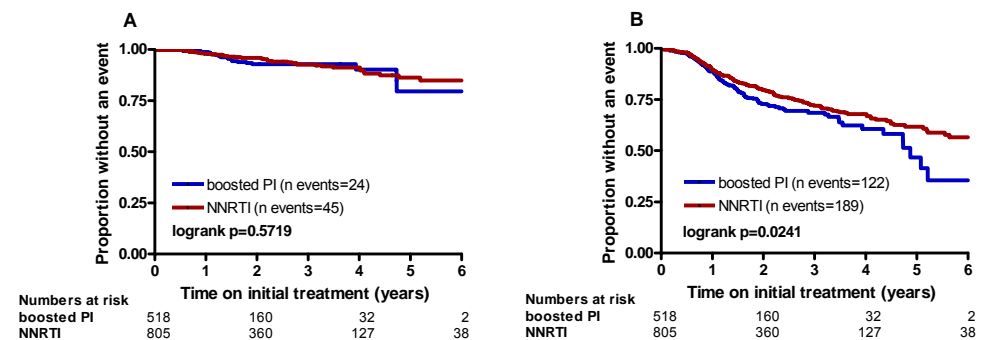 A
Proportion without an event
1.00
0.75
0.50
0.25
0.00
boosted PI (n events=24)
NNRTI (n events=45)
logrank p=0.5719
0 1 2 3 4 5 6
Time on initial treatment (years)
Numbers at risk
boosted PI 518 160 32 2
NNRTI 805 360 127 38
B
Proportion without an event
1.00
0.75
0.50
0.25
0.00
boosted PI (n events=122)
NNRTI (n events=189)
logrank p=0.0241
0 1 2 3 4 5 6
Time on initial treatment (years)
Numbers at risk
boosted PI 518 160 32 2
NNRTI 805 360 127 38